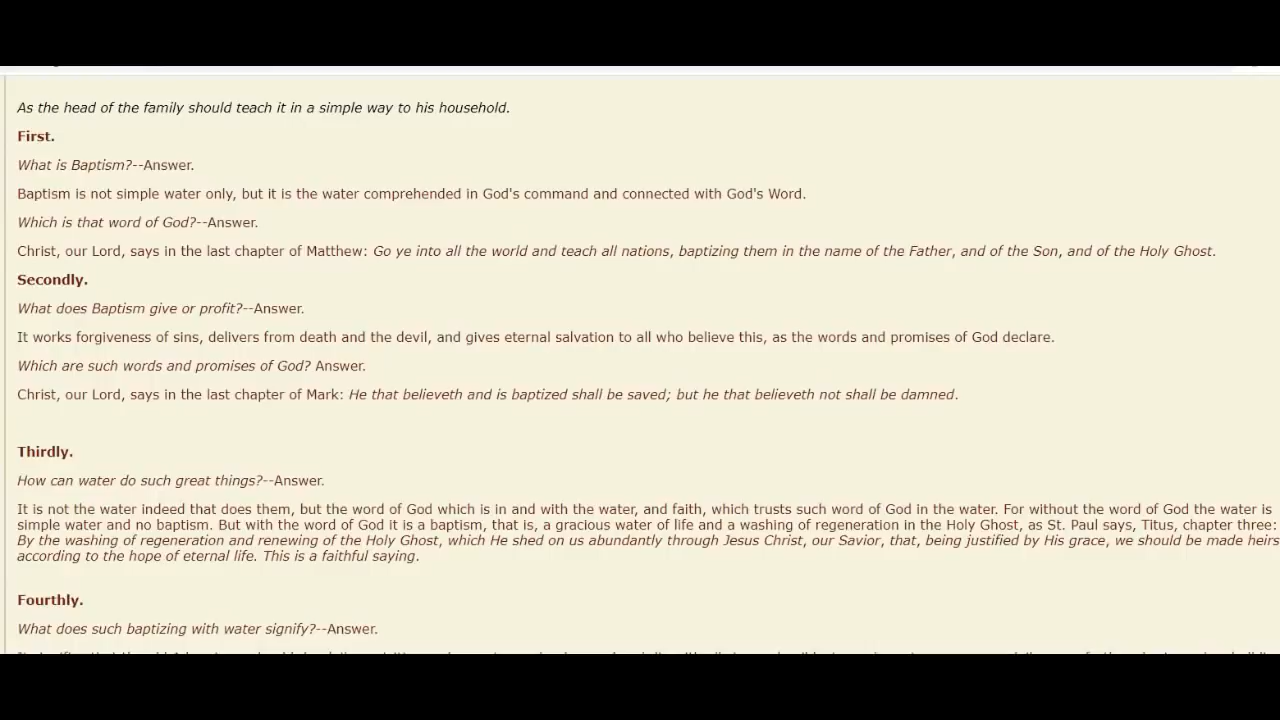 As the head of the family should teach it in a simple way to his household.
First.
What is Baptism?--Answer.
Baptism is not simple water only, but it is the water comprehended in God's command and connected with God's Word.
Which is that word of God?--Answer.
Christ, our Lord, says in the last chapter of Matthew: Go ye into all the world and teach all nations, baptizing them in the name of the Father, and of the Son, and of the Holy Ghost.
Secondly.
What does Baptism give or profit?--Answer.
It works forgiveness of sins, delivers from death and the devil, and gives eternal salvation to all who believe this, as the words and promises of God declare.
Which are such words and promises of God? Answer.
Christ, our Lord, says in the last chapter of Mark: He that believeth and is baptized shall be saved; but he that believeth not shall be damned.
Thirdly.
How can water do such great things?--Answer.
It is not the water indeed that does them, but the word of God which is in and with the water, and faith, which trusts such word of God in the water. For without the word of God the water is
simple water and no baptism. But with the word of God it is a baptism, that is, a gracious water of life and a washing of regeneration in the Holy Ghost, as St. Paul says, Titus, chapter three:
By the washing of regeneration and renewing of the Holy Ghost, which He shed on us abundantly through Jesus Christ, our Savior, that, being justified by His grace, we should be made heirs
according to the hope of eternal life. This is a faithful saying.
Fourthly.
What does such baptizing with water signify?--Answer.